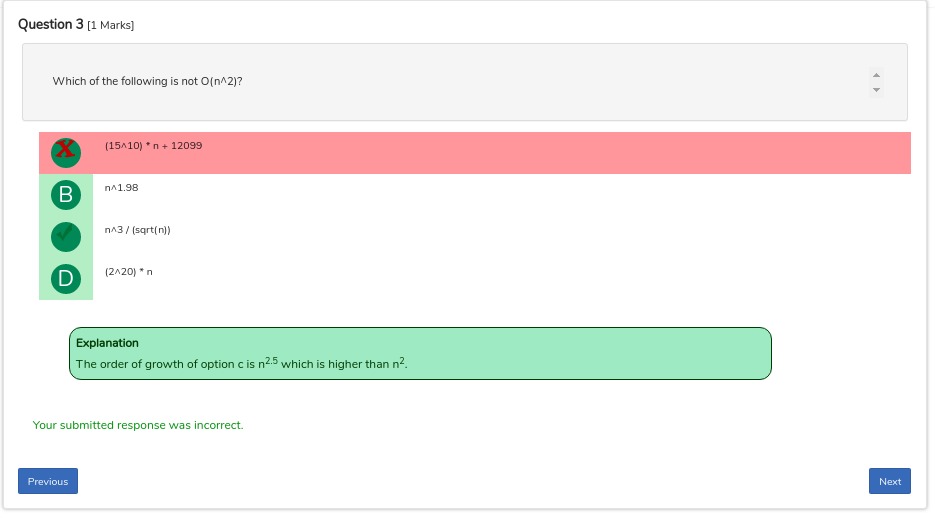 Question 3 [1 Marks]
Which of the following is not O(n^2)?
X (15^10) * n + 12099
B n^1.98
✓ n^3 / (sqrt(n))
D (2^20) * n
Explanation
The order of growth of option c is n^2.5 which is higher than n^2.
Your submitted response was incorrect.
Previous Next